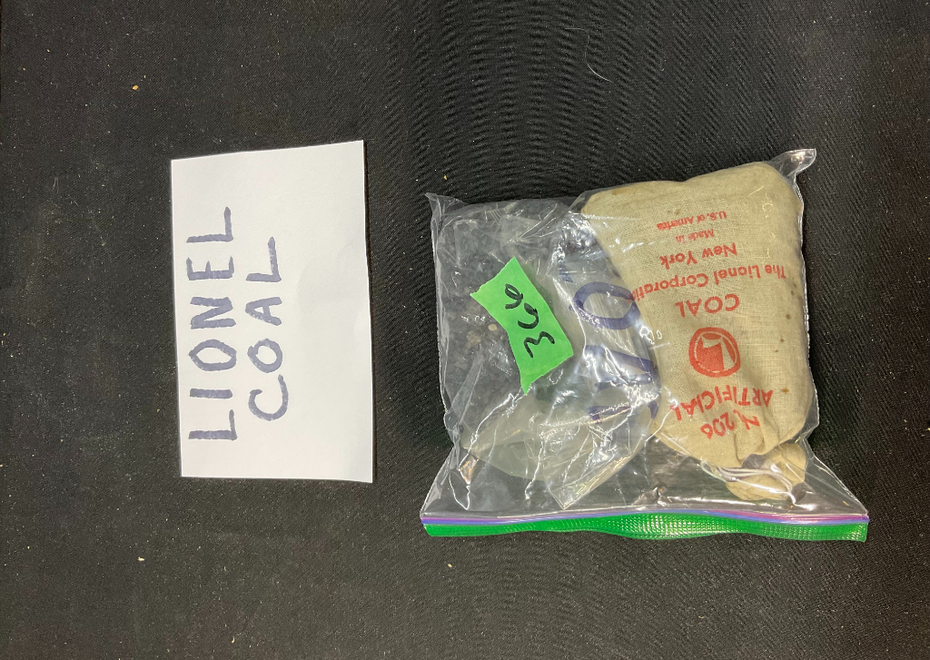 LIONEL
COAL
366
No. 206
ARTIFICIAL
L
COAL
The Lionel Corporation
New York
Made in
U.S. of America